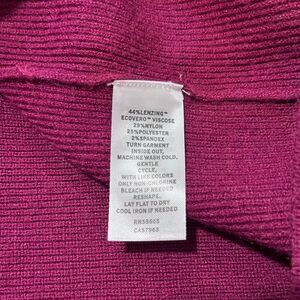 44%LENZING™
ECOVERO™ VISCOSE
29%NYLON
25%POLYESTER
2%SPANDEX
TURN GARMENT
INSIDE OUT,
MACHINE WASH COLD,
GENTLE
CYCLE,
WITH LIKE COLORS
ONLY NON-CHLORINE
BLEACH IF NEEDED
RESHAPE,
LAY FLAT TO DRY
COOL IRON IF NEEDED
CA57963